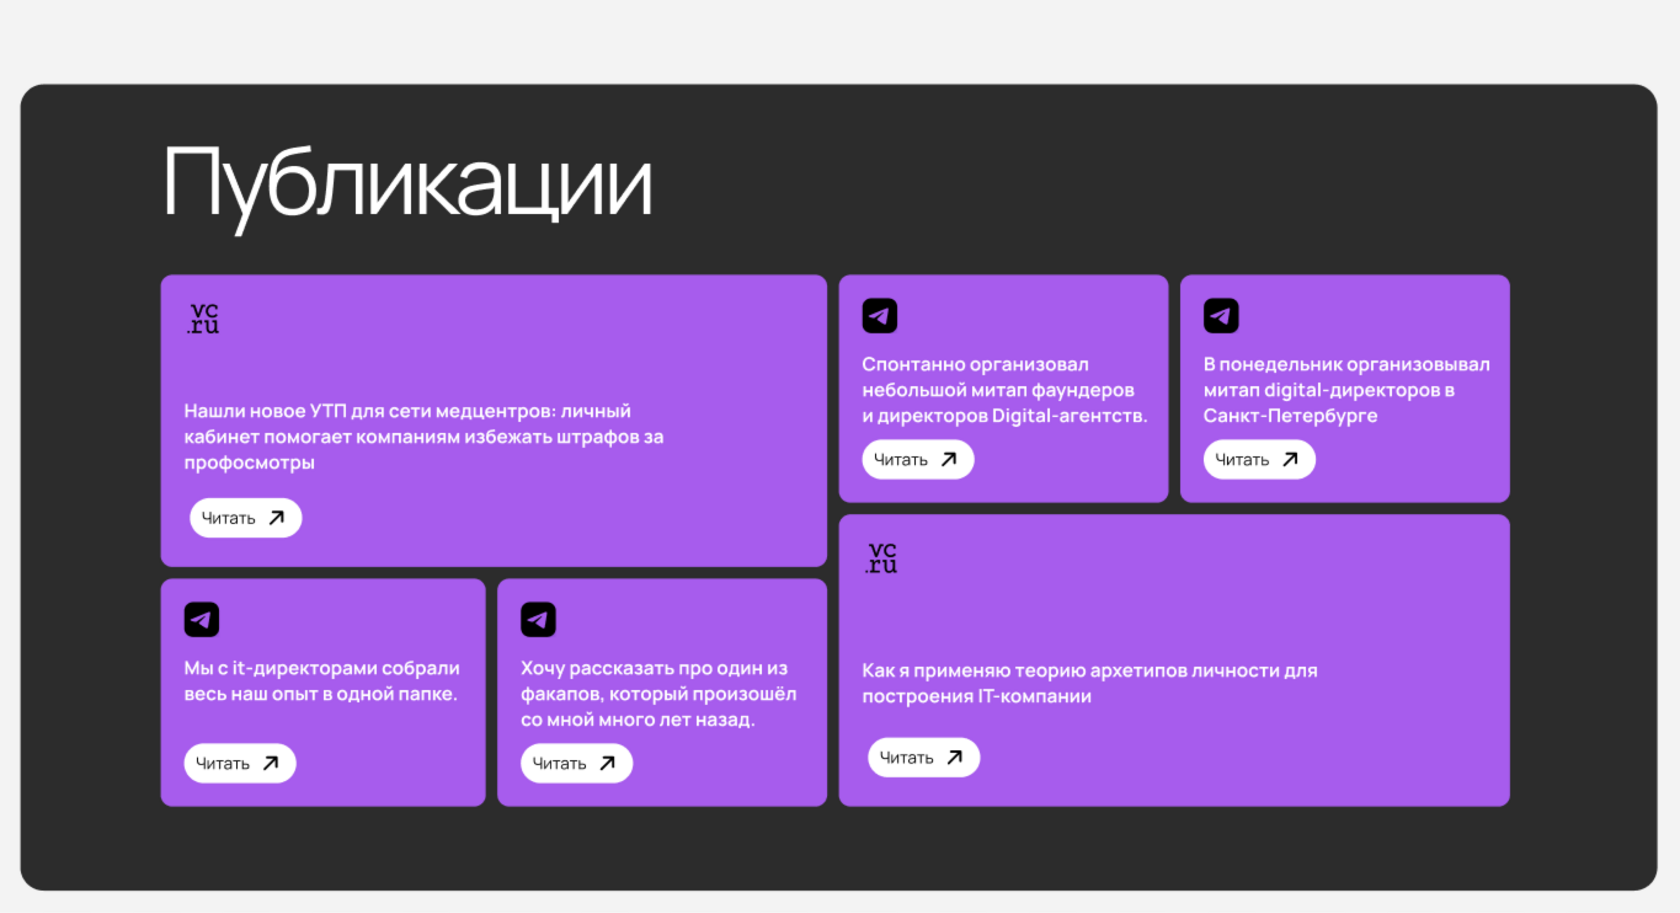 Публикации
vc
.ru
Нашли новое УТП для сети медцентров: личный
кабинет помогает компаниям избежать штрафов за
профосмотры
Читать
Спонтанно организовал
небольшой митап фаундеров
и директоров Digital-агентств.
Читать
В понедельник организовывал
митап digital-директоров в
Санкт-Петербурге
Читать
Мы с it-директорами собрали
весь наш опыт в одной папке.
Читать
Хочу рассказать про один из
факапов, который произошёл
со мной много лет назад.
Читать
vc
.ru
Как я применяю теорию архетипов личности для
построения IT-компании
Читать